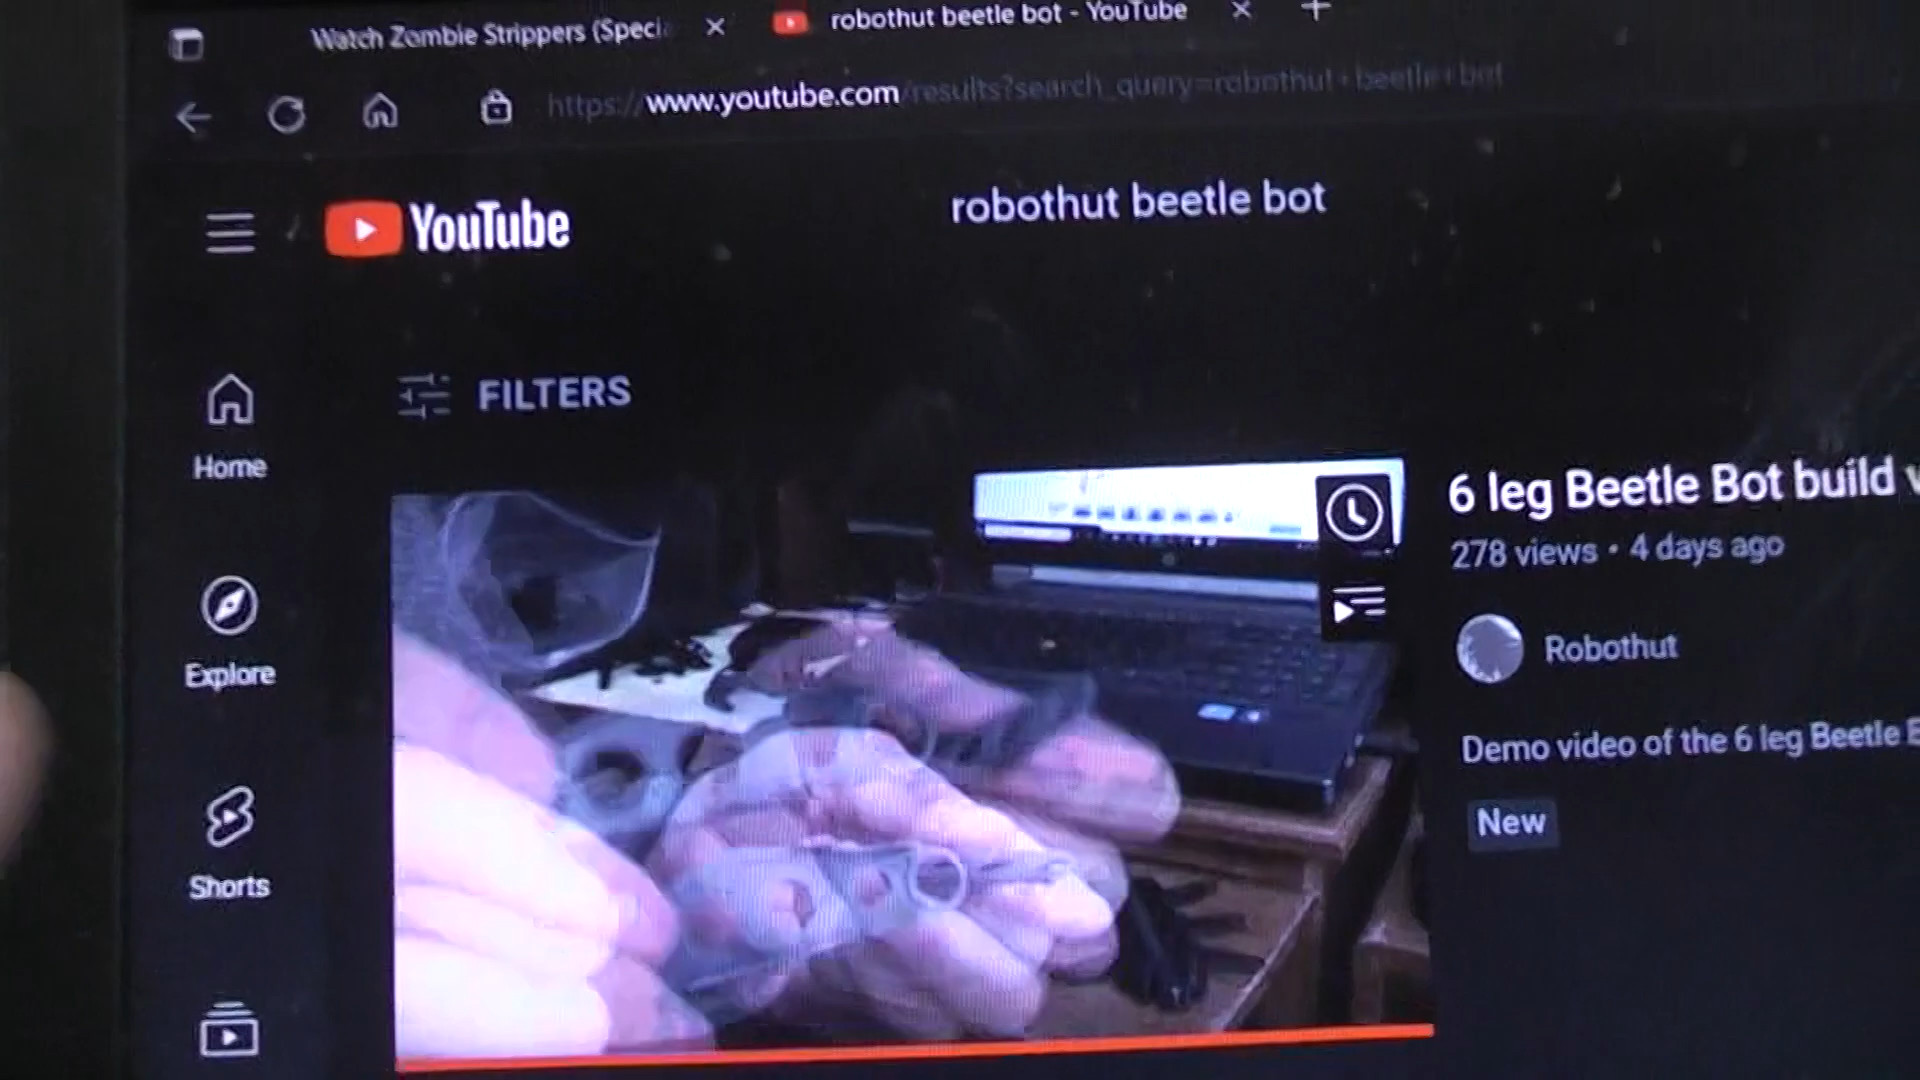 Watch Zombie Strippers (Speci
robothut beetle bot - YouTube
https://www.youtube.com/results?search_query=robothut+beetle+bot
YouTube
robothut beetle bot
FILTERS
Home
Explore
Shorts
6 leg Beetle Bot build
278 views • 4 days ago
Robothut
Demo video of the 6 leg Beetle
New